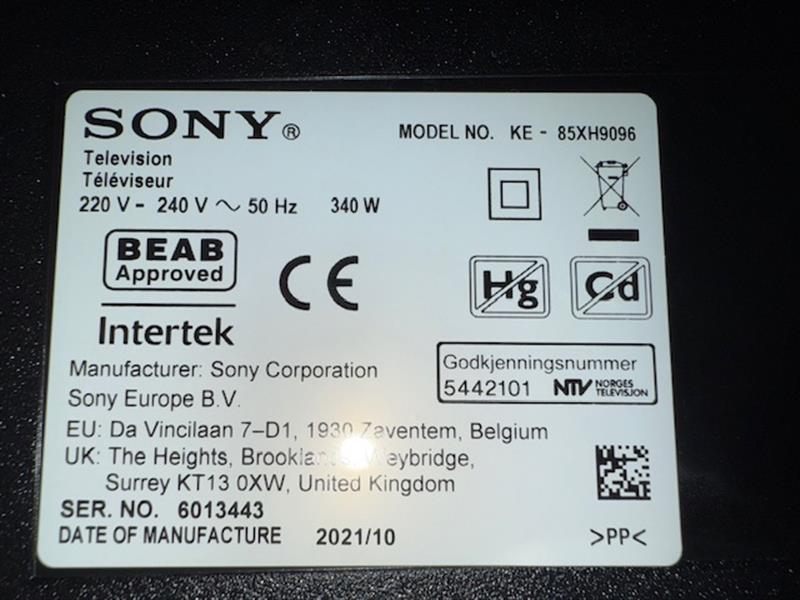 SONY®
MODEL NO. KE - 85XH9096
Television
Téléviseur
220 V - 240 V ~ 50 Hz 340 W
BEAB
Approved
Intertek
CE
Hg Cd
Manufacturer: Sony Corporation
Sony Europe B.V.
Godkjenningsnummer
5442101 NTV NORGES
TELEVISJON
EU: Da Vincilaan 7–D1, 1930 Zaventem, Belgium
UK: The Heights, Weybridge,
Surrey KT13 0XW, United Kingdom
SER. NO. 6013443
DATE OF MANUFACTURE 2021/10
>PP<